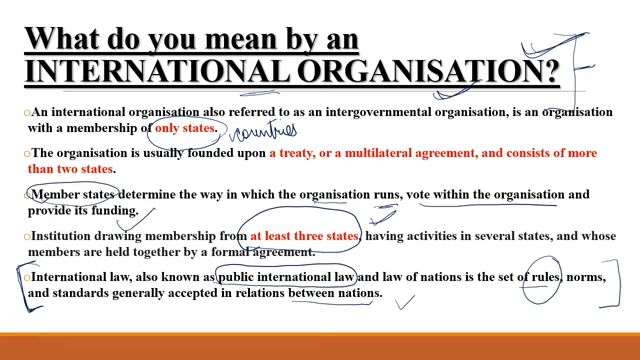 What do you mean by an
INTERNATIONAL ORGANISATION?
An international organisation also referred to as an intergovernmental organisation, is an organisation
with a membership of only states. countries
The organisation is usually founded upon a treaty, or a multilateral agreement, and consists of more
than two states.
Member states determine the way in which the organisation runs, vote within the organisation and
provide its funding.
Institution drawing membership from at least three states, having activities in several states, and whose
members are held together by a formal agreement.
International law, also known as public international law and law of nations is the set of rules, norms,
and standards generally accepted in relations between nations.